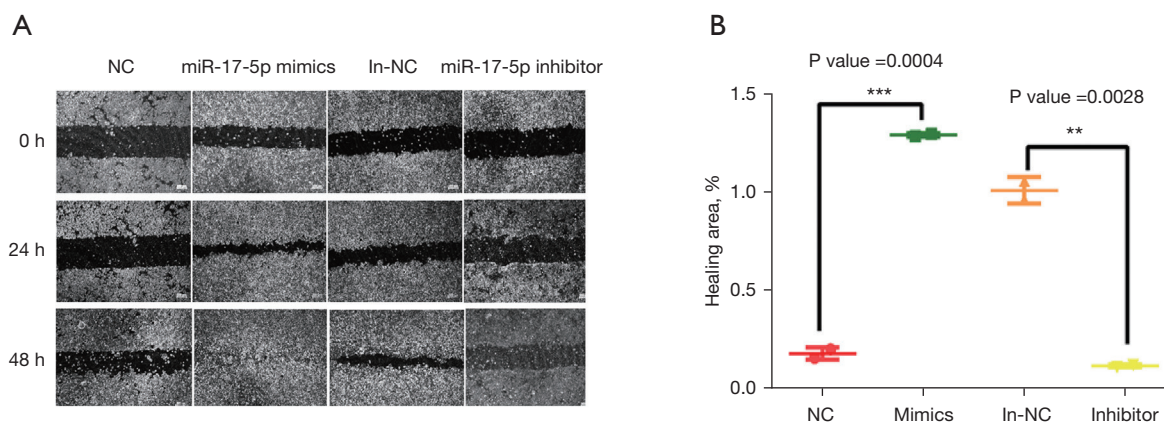 A
NC miR-17-5p mimics In-NC miR-17-5p inhibitor
0 h
24 h
48 h
B
P value =0.0004
P value =0.0028
***
**
Healing area, %
1.5
1.0
0.5
0.0
NC Mimics In-NC Inhibitor